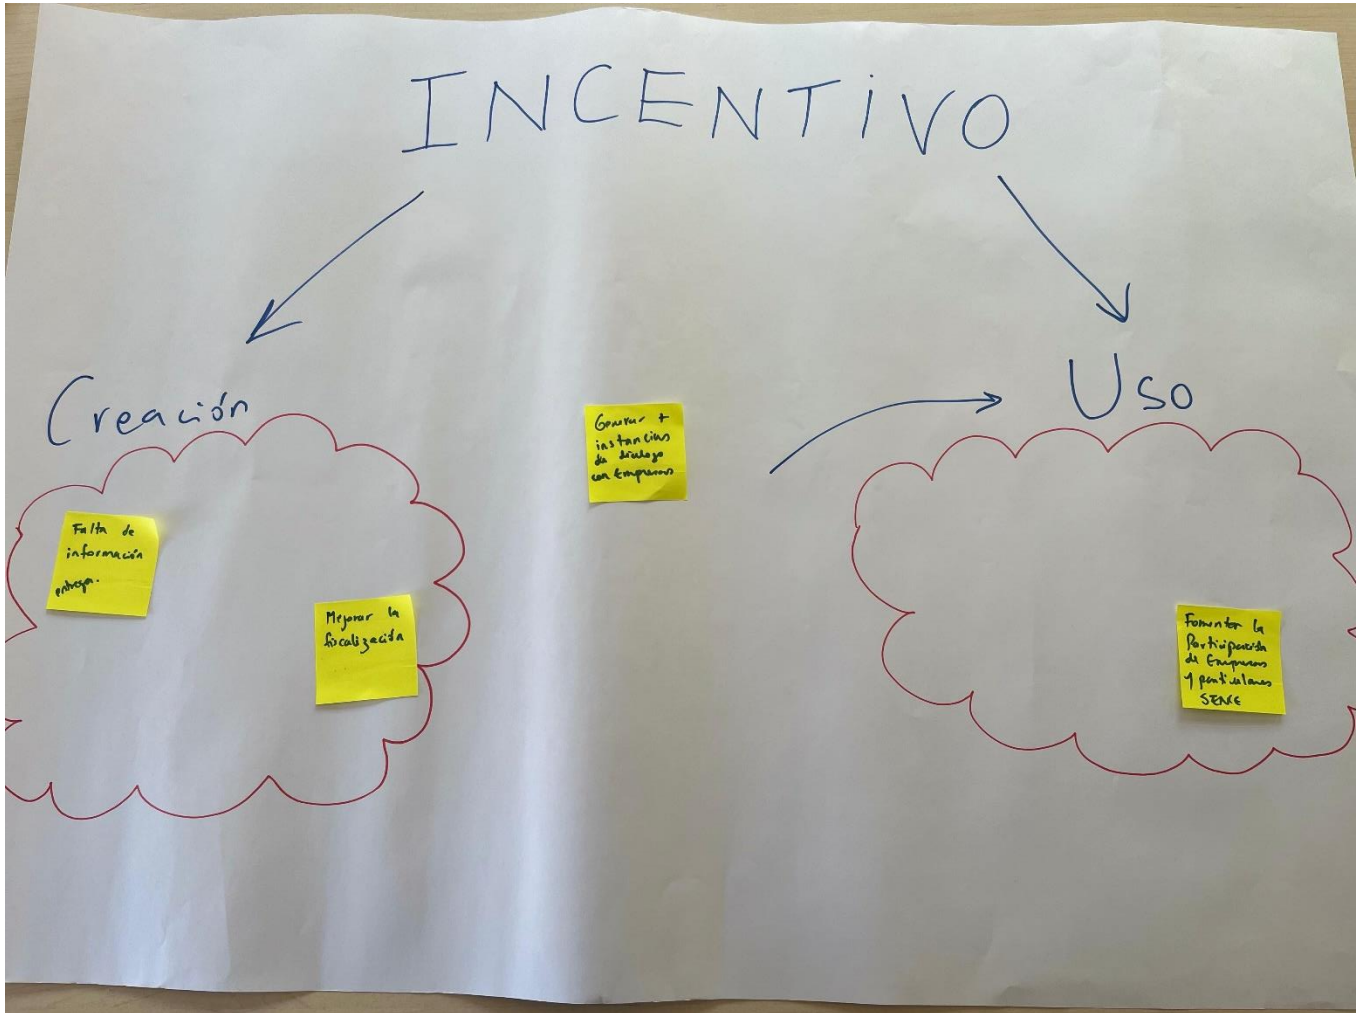 INCENTIVO
Creación
Falta de
información
entrega.
Mejorar la
fiscalización
Generar +
instancias
de dialogo
con Empresas
Uso
Fomentar la
Participación
de Empresas
y particulares
SENCE